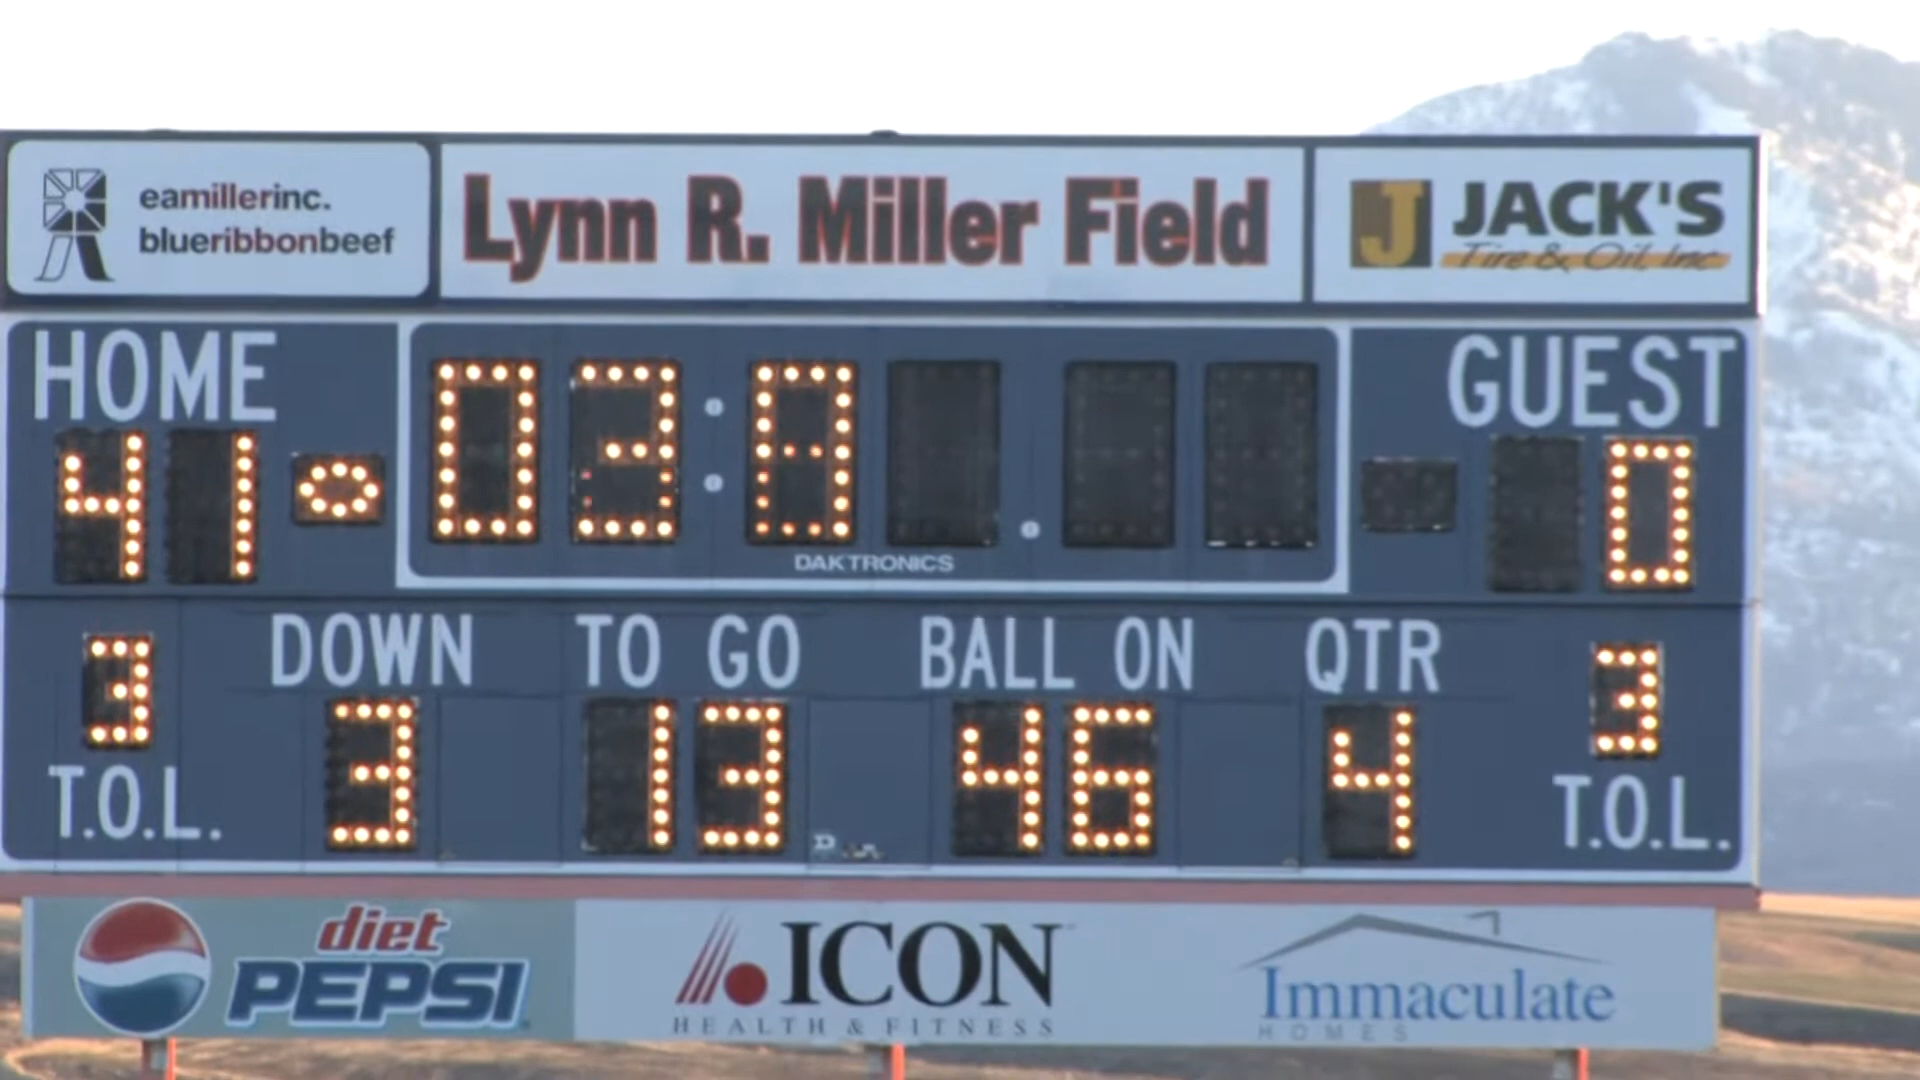 eamillerinc.
blueribbonbeef
Lynn R. Miller Field
J JACK'S
Tire & Oil, Inc
HOME
GUEST
41
03:
0
DAKTRONICS
DOWN TO GO BALL ON QTR
3
3
3 13 46 4
T.O.L.
T.O.L.
diet
PEPSI
ICON
HEALTH & FITNESS
Immaculate
HOMES